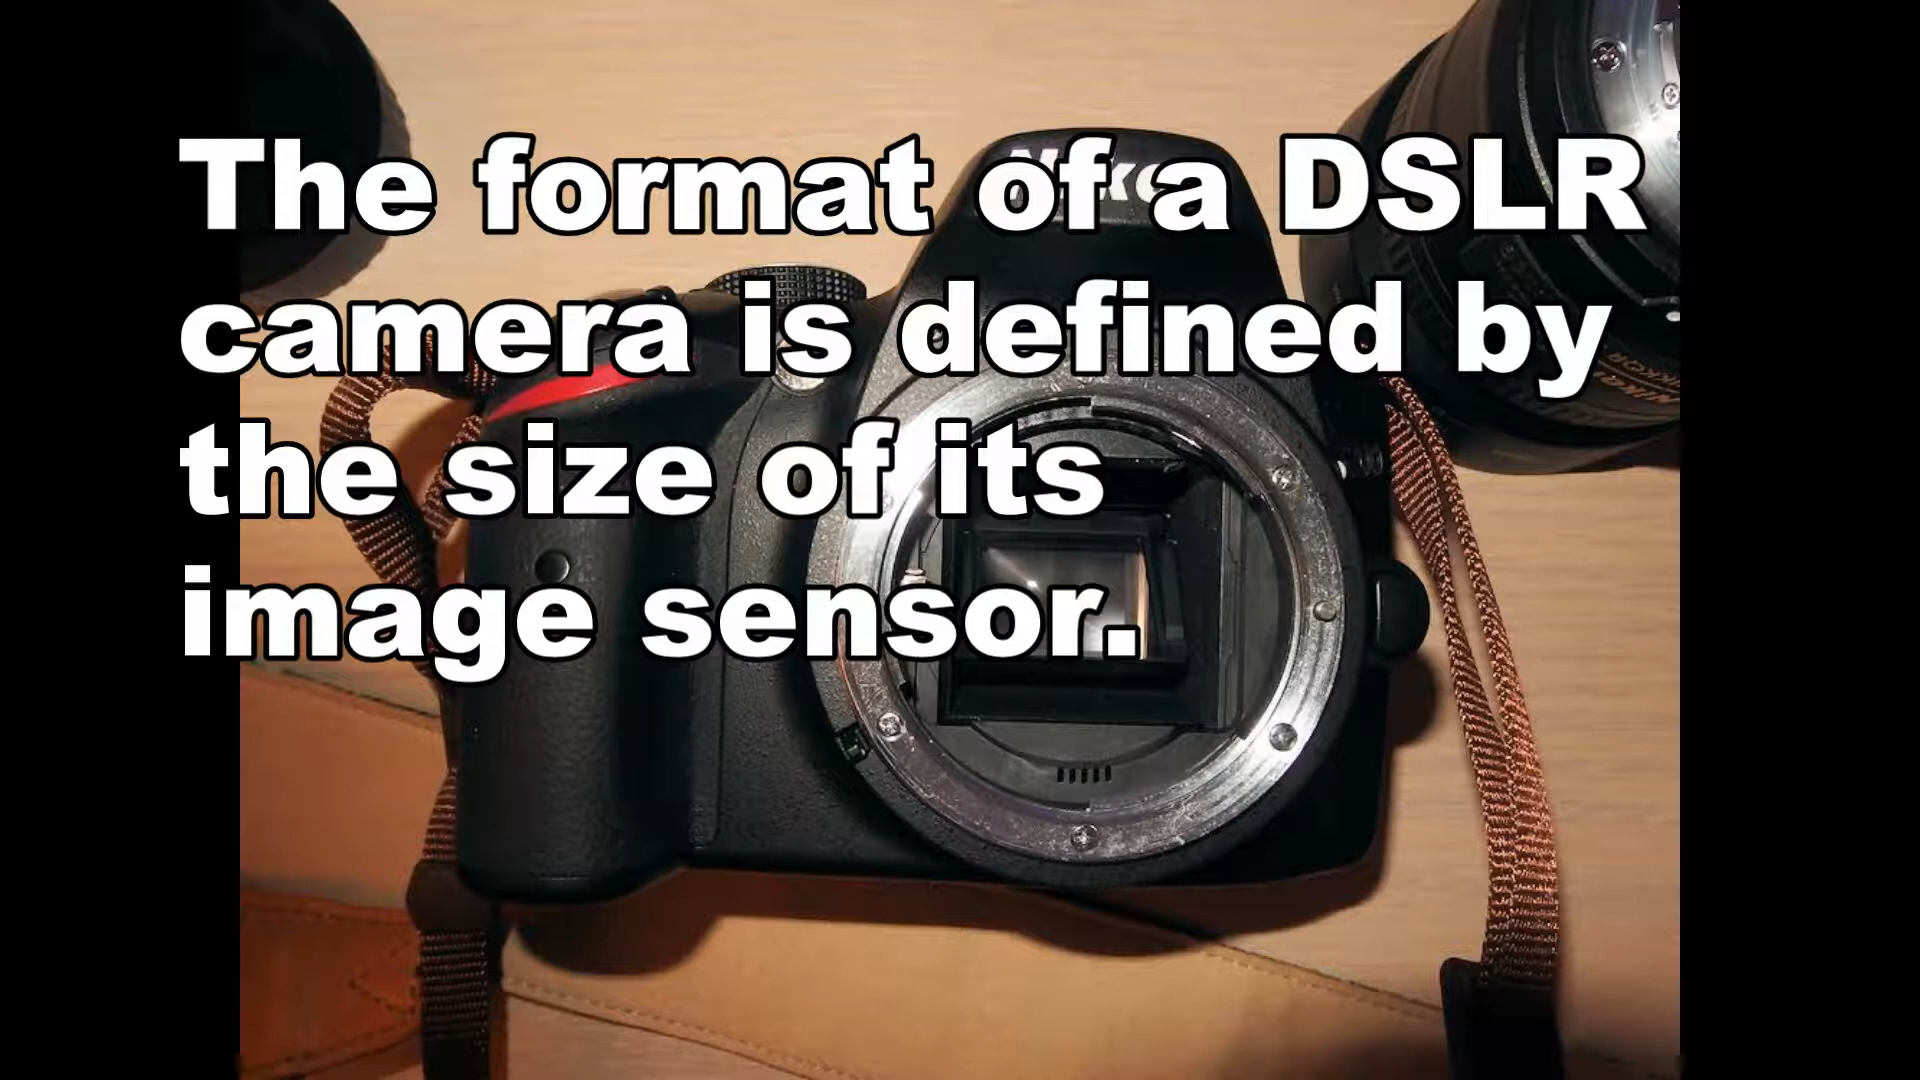 The format of a DSLR
camera is defined by
the size of its
image sensor.